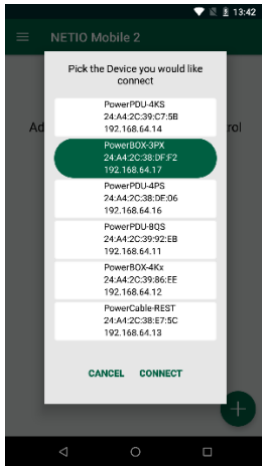 13:42
NETIO Mobile 2
Pick the Device you would like
connect
Ad
rol
PowerPDU-4KS
24:A4:2C:39:C7:5B
192.168.64.14
PowerBOX-3PX
24:A4:2C:38:DF:F2
192.168.64.17
PowerPDU-4PS
24:A4:2C:38:DE:06
192.168.64.16
PowerPDU-8QS
24:A4:2C:39:92:EB
192.168.64.11
PowerBOX-4Kx
24:A4:2C:39:86:EE
192.168.64.12
PowerCable-REST
24:A4:2C:38:E7:5C
192.168.64.13
CANCEL CONNECT